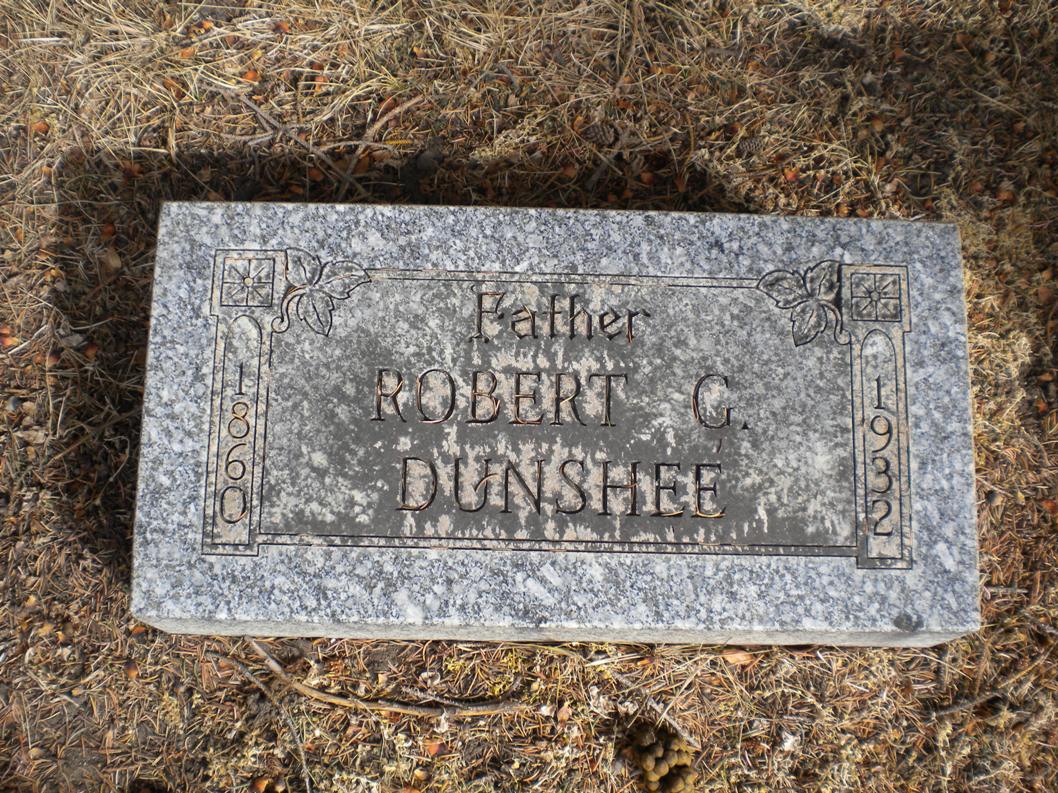 Father
ROBERT G.
DUNSHEE
1860
1932